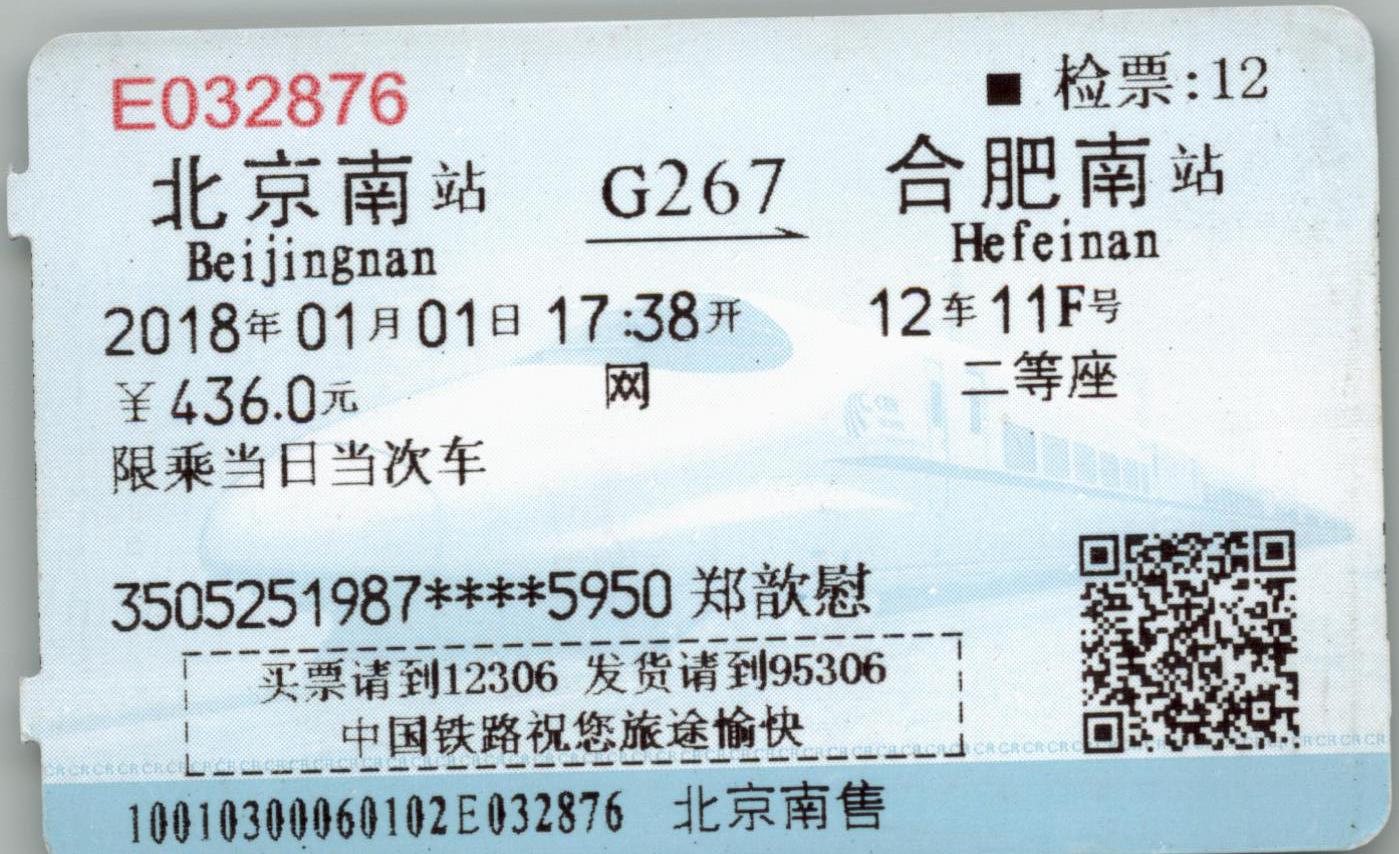 E032876
■ 检票:12
北京南站 G267 合肥南站
Beijingnan Hefeinan
2018年01月01日 17:38开 12车11F号
￥436.0元 网 二等座
限乘当日当次车
3505251987****5950 郑歆慰
买票请到12306 发货请到95306
中国铁路祝您旅途愉快
CRCRCRCRCRCRCRCRCRCRCR
10010300060102E032876 北京南售